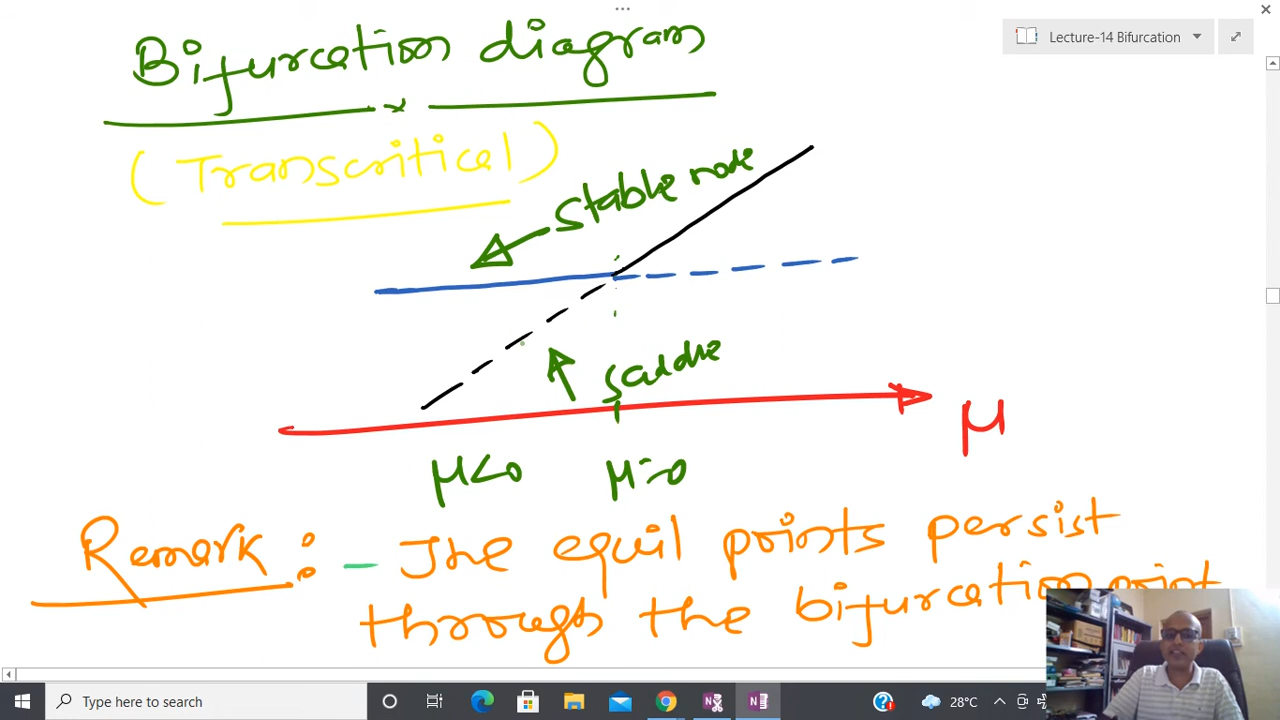 Lecture-14 Bifurcation
Bifurcation diagram
(Transcritical)
stable node
saddle
μ
μ<0 μ=0
Remark :- The equil points persist
through the bifurcation point
Type here to search
28°C